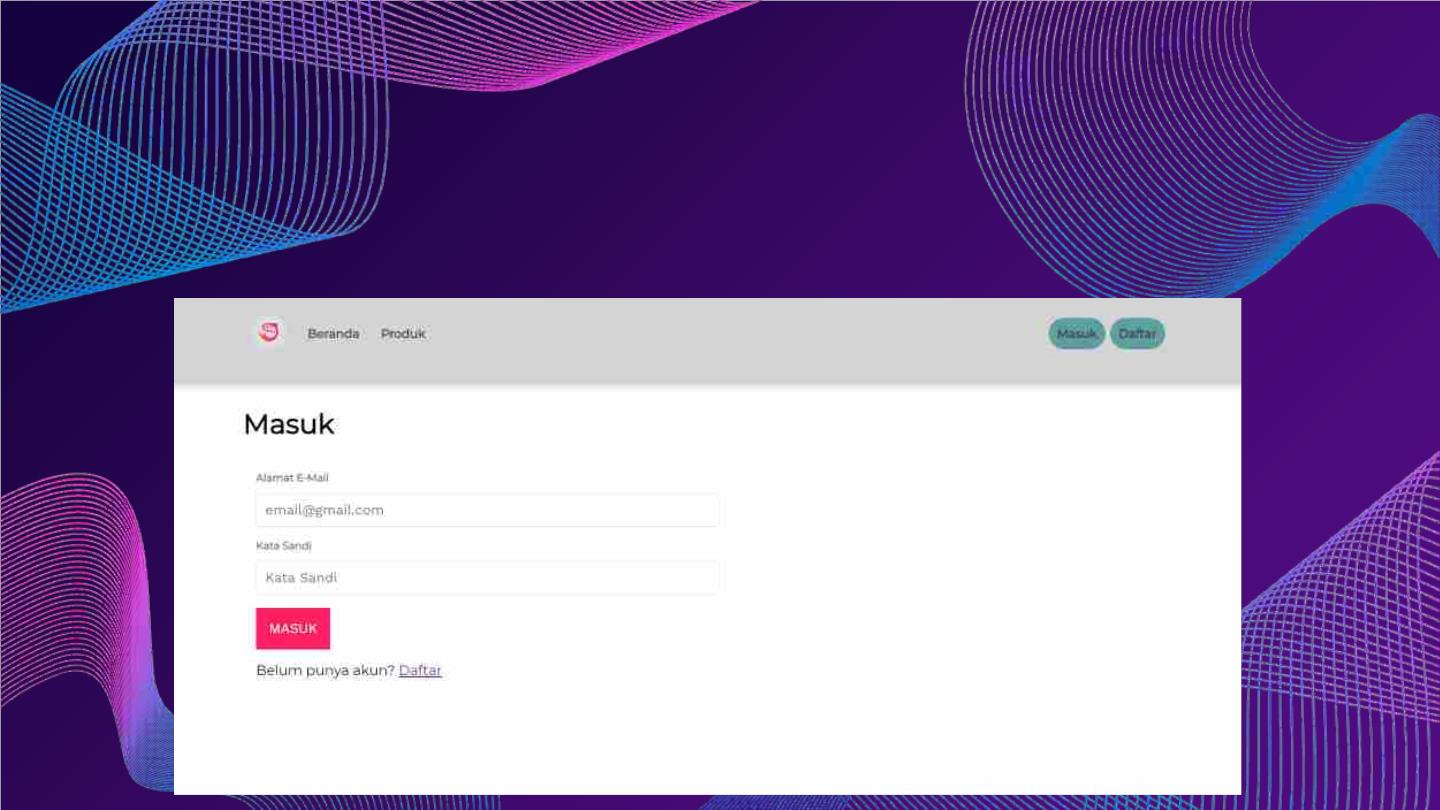 Beranda Produk Masuk Daftar
Masuk
Alamat E-Mail
email@gmail.com
Kata Sandi
Kata Sandi
MASUK
Belum punya akun? Daftar